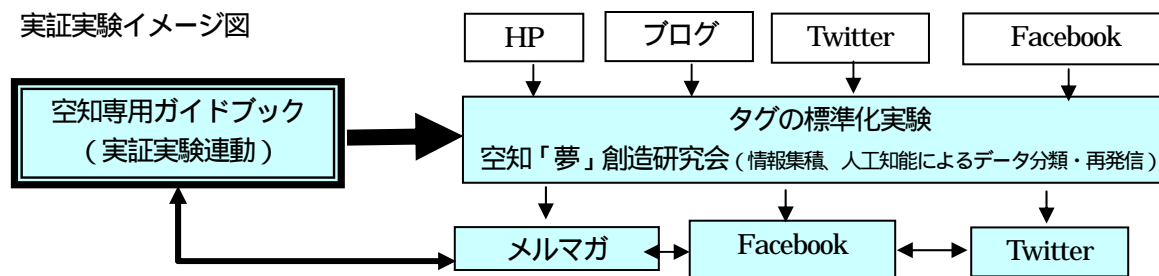 実証実験イメージ図
HP
ブログ
Twitter
Facebook
空知専用ガイドブック
(実証実験連動)
タグの標準化実験
空知「夢」創造研究会(情報集積、人工知能によるデータ分類・再発信)
メルマガ
Facebook
Twitter